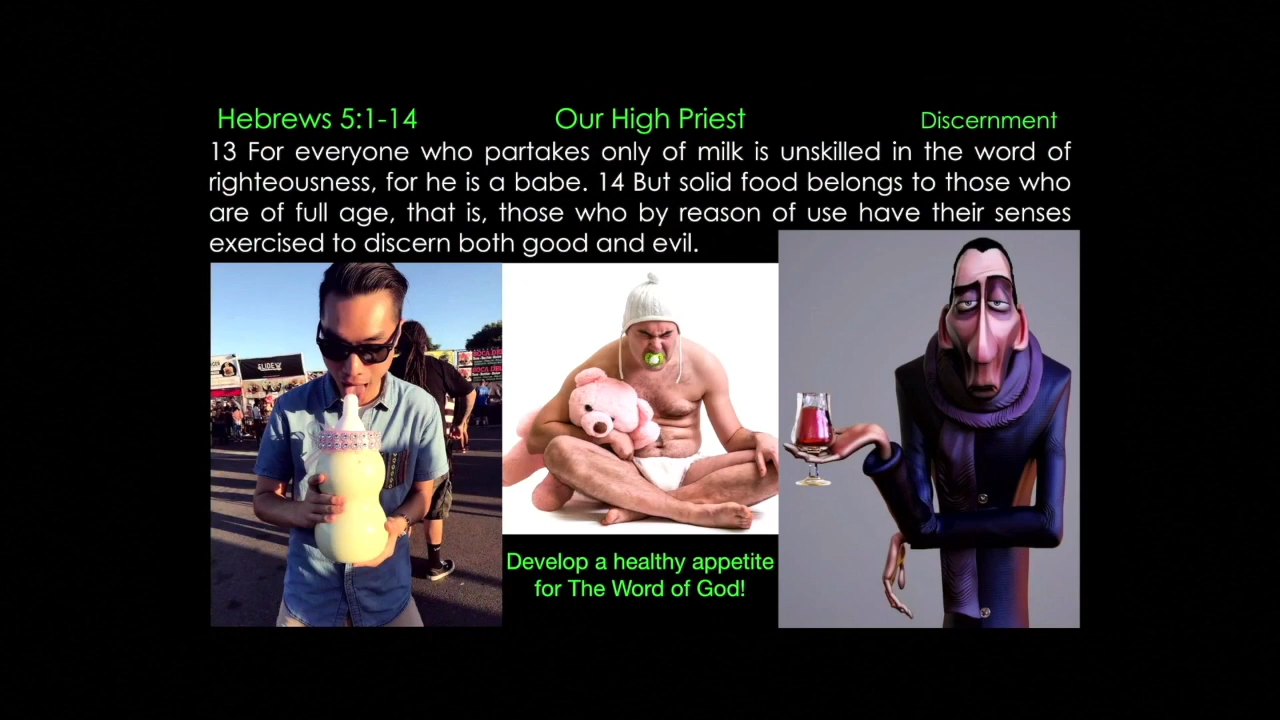 Hebrews 5:1-14 Our High Priest Discernment
13 For everyone who partakes only of milk is unskilled in the word of
righteousness, for he is a babe. 14 But solid food belongs to those who
are of full age, that is, those who by reason of use have their senses
exercised to discern both good and evil.
Develop a healthy appetite
for The Word of God!